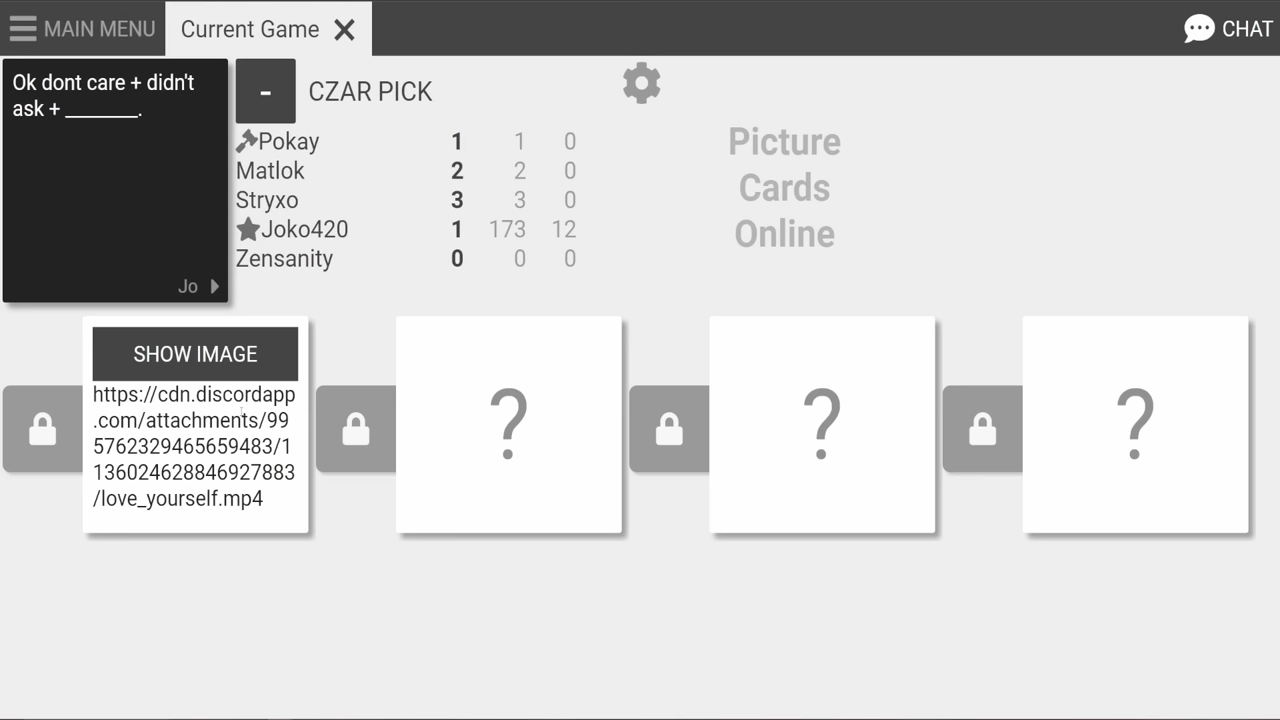 MAIN MENU
Current Game
CHAT
Ok dont care + didn't
ask + _______.
Jo
-
CZAR PICK
Pokay 1 1 0
Matlok 2 2 0
Stryxo 3 3 0
Joko420 1 173 12
Zensanity 0 0 0
Picture
Cards
Online
SHOW IMAGE
https://cdn.discordapp
.com/attachments/99
5762329465659483/1
136024628846927883
/love_yourself.mp4
?
?
?